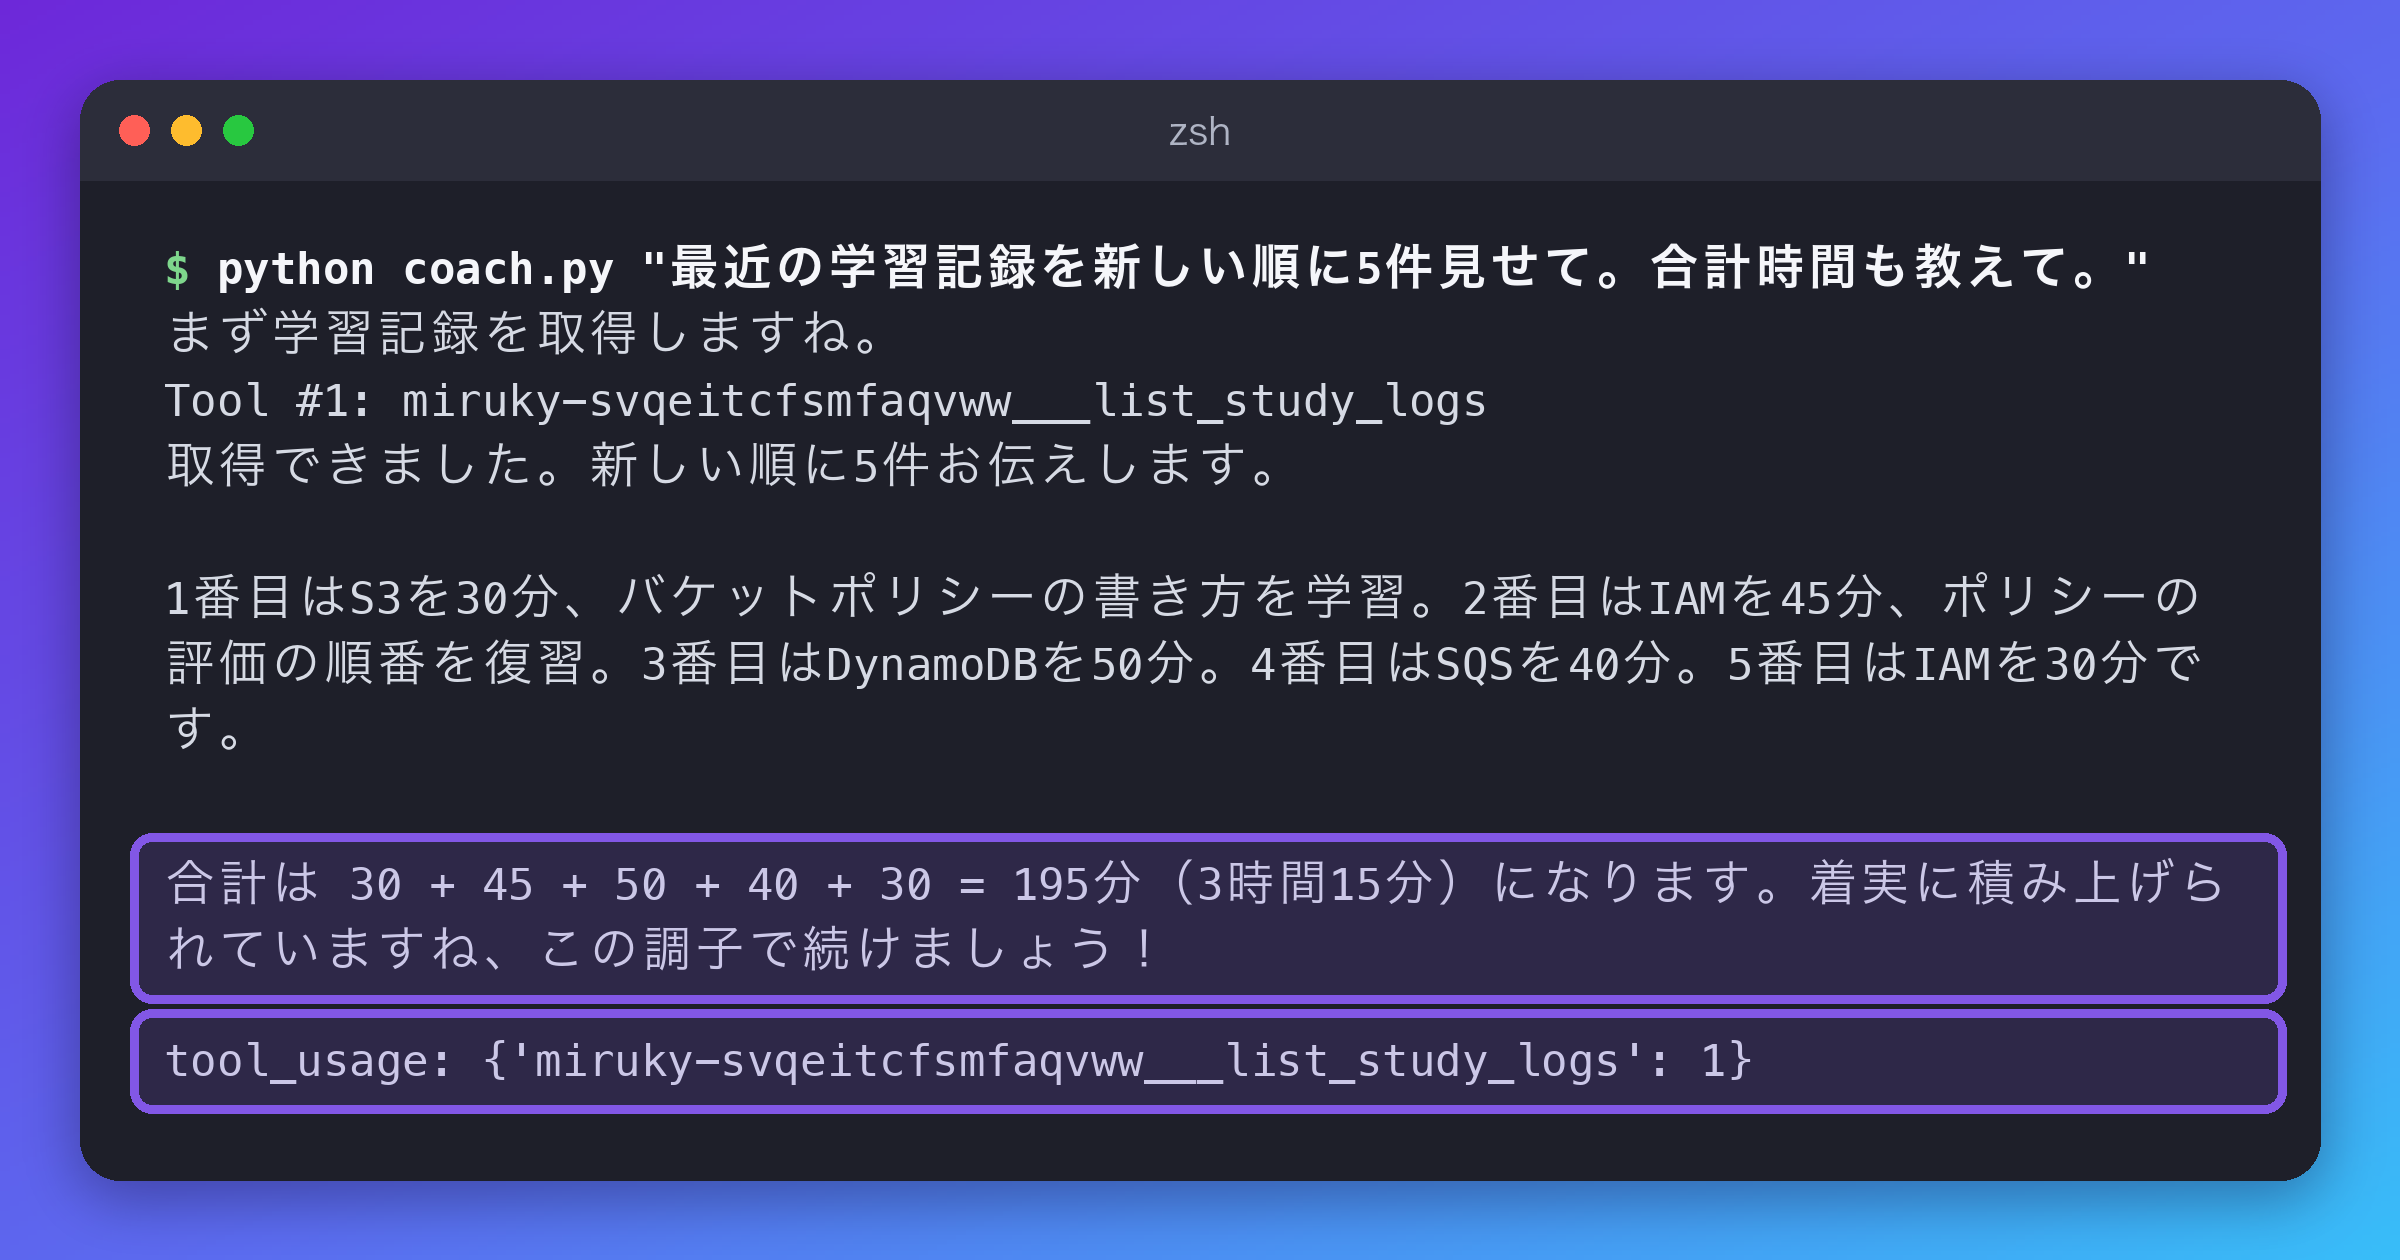 zsh
$ python coach.py "最近の学習記録を新しい順に5件見せて。合計時間も教えて。"
まず学習記録を取得しますね。
Tool #1: miruky-svqeitcfsmfaqvww___list_study_logs
取得できました。新しい順に5件お伝えします。
1番目はS3を30分、バケットポリシーの書き方を学習。2番目はIAMを45分、ポリシーの
評価の順番を復習。3番目はDynamoDBを50分。4番目はSQSを40分。5番目はIAMを30分で
す。
合計は 30 + 45 + 50 + 40 + 30 = 195分（3時間15分）になります。着実に積み上げら
れていますね、この調子で続けましょう！
tool_usage: {'miruky-svqeitcfsmfaqvww___list_study_logs': 1}